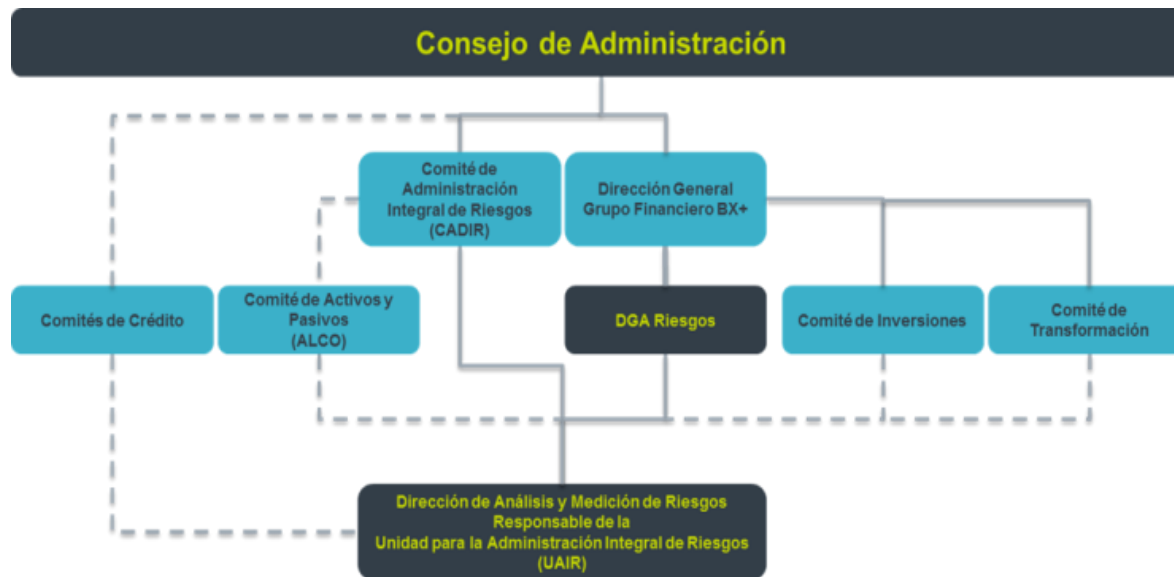 Consejo de Administración
Comité de
Administración
Integral de Riesgos
(CADIR)
Dirección General
Grupo Financiero BX+
Comités de Crédito
Comité de Activos y
Pasivos
(ALCO)
DGA Riesgos
Comité de Inversiones
Comité de
Transformación
Dirección de Análisis y Medición de Riesgos
Responsable de la
Unidad para la Administración Integral de Riesgos
(UAIR)